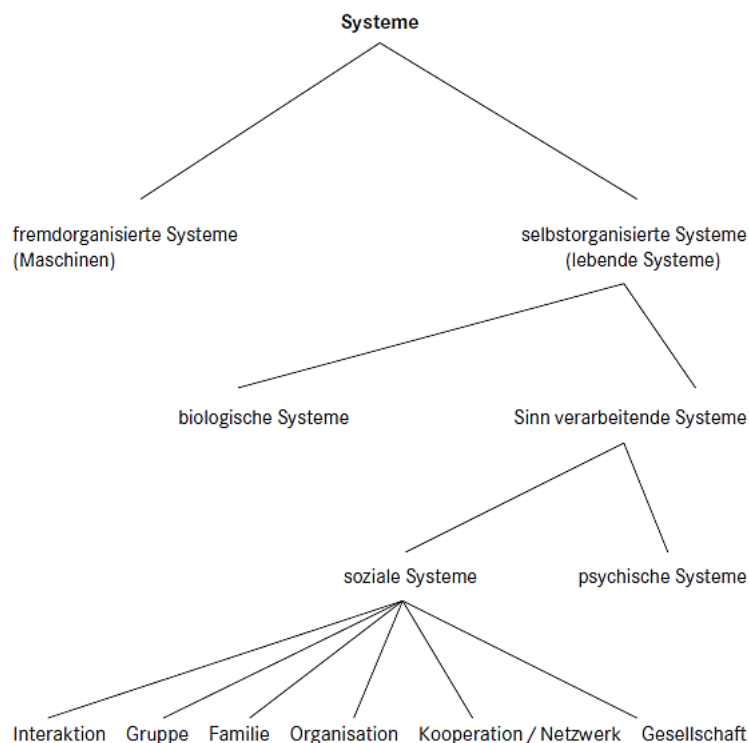 Systeme
fremdorganisierte Systeme
(Maschinen)
selbstorganisierte Systeme
(lebende Systeme)
biologische Systeme
Sinn verarbeitende Systeme
soziale Systeme
psychische Systeme
Interaktion
Gruppe
Familie
Organisation
Kooperation / Netzwerk
Gesellschaft